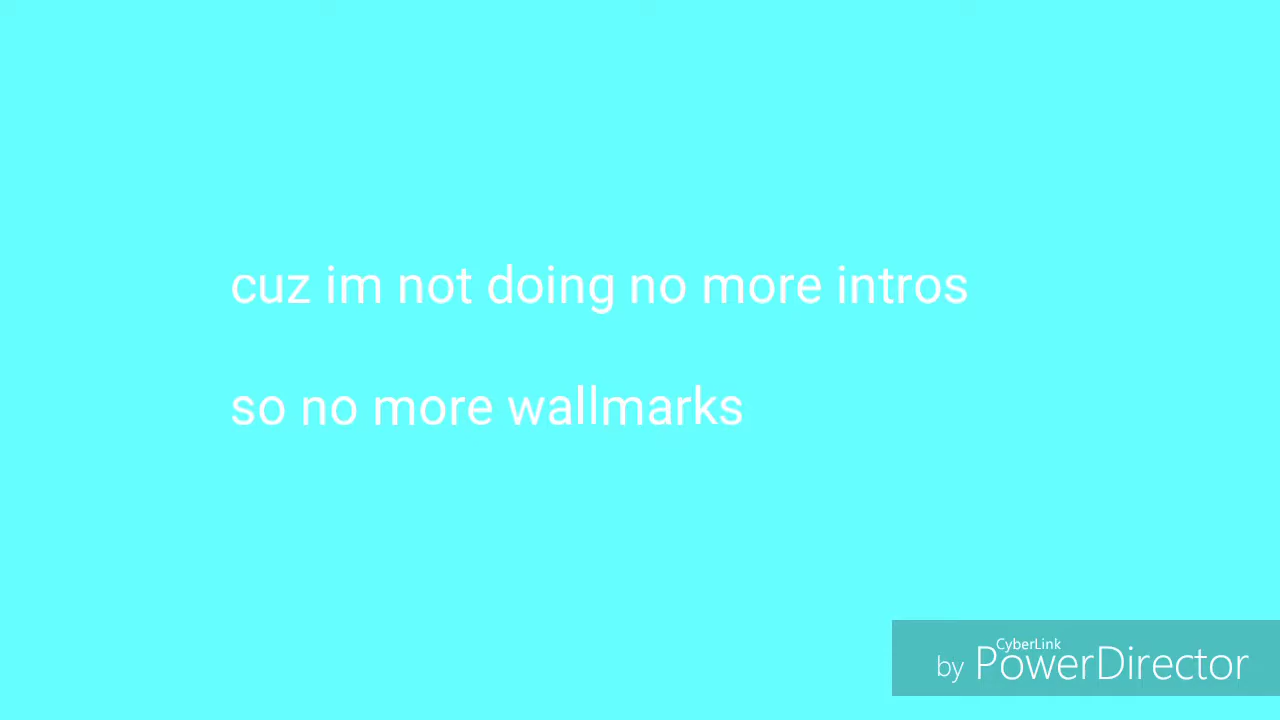 cuz im not doing no more intros
so no more wallmarks
CyberLink
by PowerDirector